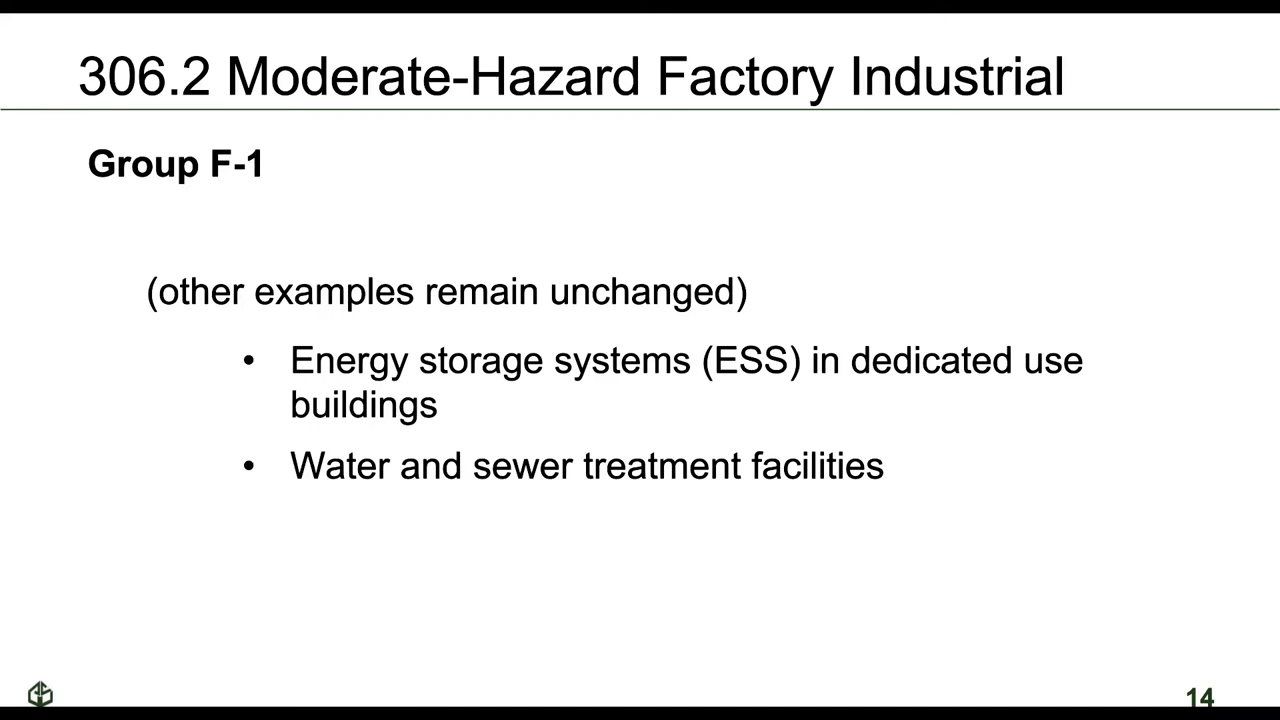 306.2 Moderate-Hazard Factory Industrial
Group F-1
(other examples remain unchanged)
• Energy storage systems (ESS) in dedicated use
buildings
• Water and sewer treatment facilities
14